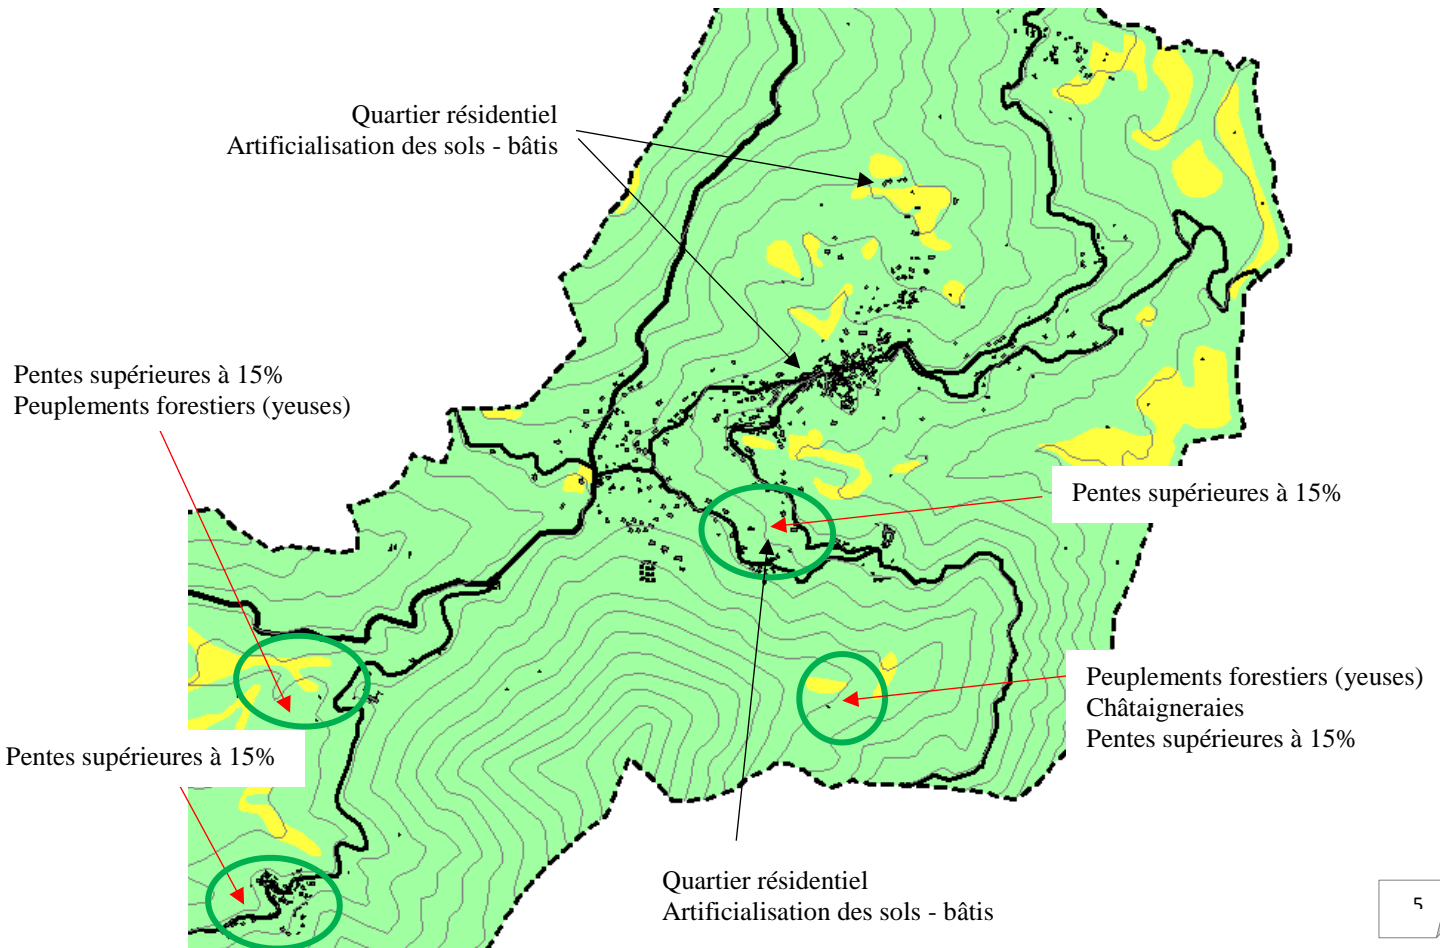 Quartier résidentiel
Artificialisation des sols - bâtis
Pentes supérieures à 15%
Peuplements forestiers (yeuses)
Pentes supérieures à 15%
Peuplements forestiers (yeuses)
Châtaigneraies
Pentes supérieures à 15%
Pentes supérieures à 15%
Quartier résidentiel
Artificialisation des sols - bâtis
5